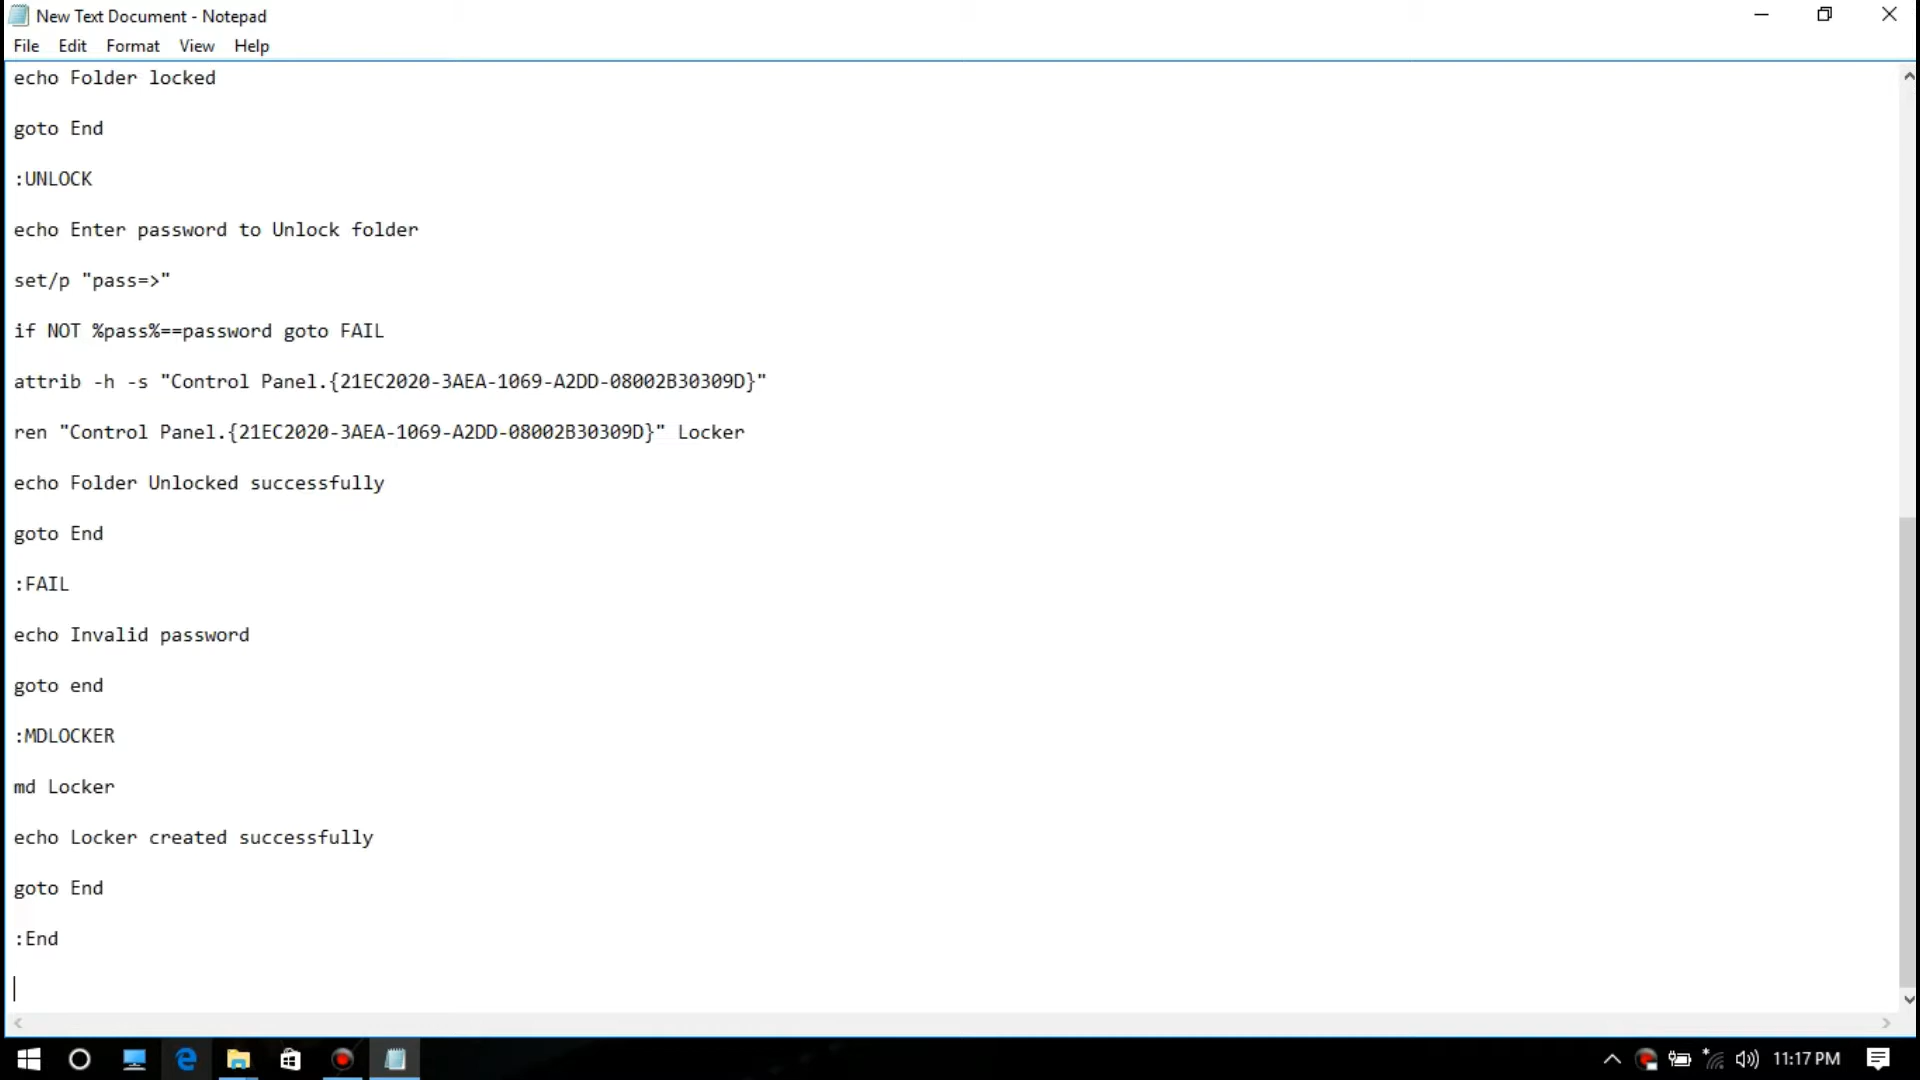 New Text Document - Notepad
File Edit Format View Help
echo Folder locked
goto End
:UNLOCK
echo Enter password to Unlock folder
set/p "pass=>"
if NOT %pass%==password goto FAIL
attrib -h -s "Control Panel.{21EC2020-3AEA-1069-A2DD-08002B30309D}"
ren "Control Panel.{21EC2020-3AEA-1069-A2DD-08002B30309D}" Locker
echo Folder Unlocked successfully
goto End
:FAIL
echo Invalid password
goto end
:MDLOCKER
md Locker
echo Locker created successfully
goto End
:End
11:17 PM